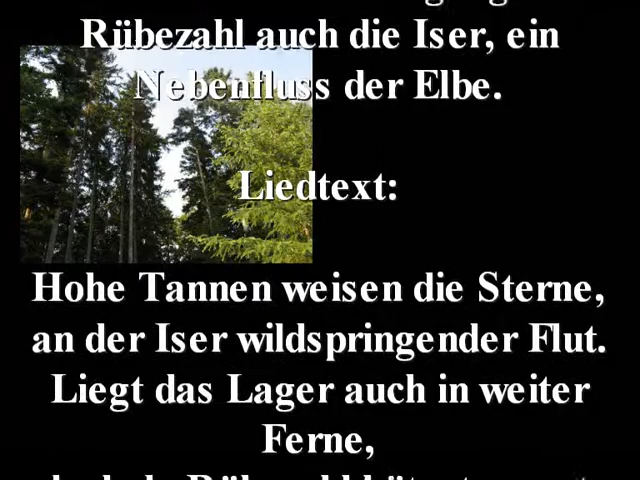 Rübezahl auch die Iser, ein
Nebenfluss der Elbe.
Liedtext:
Hohe Tannen weisen die Sterne,
an der Iser wildspringender Flut.
Liegt das Lager auch in weiter
Ferne,